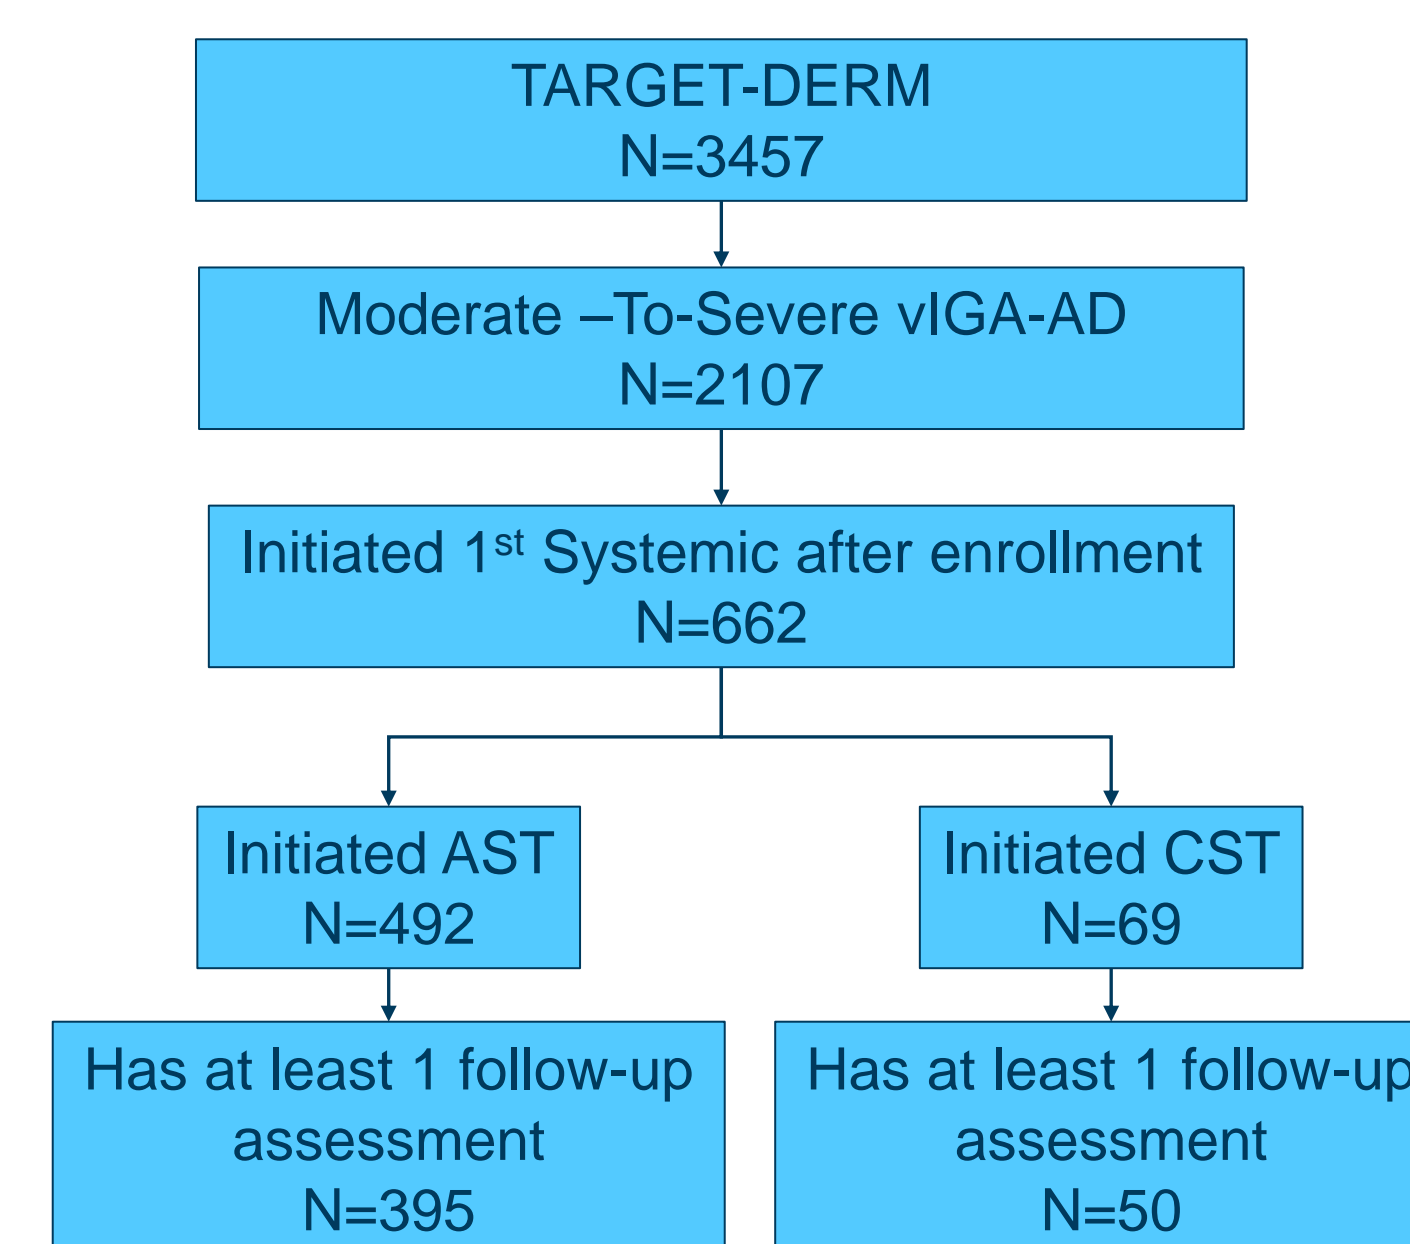 TARGET-DERM
N=3457
Moderate –To-Severe vIGA-AD
N=2107
Initiated 1st Systemic after enrollment
N=662
Initiated AST
N=492
Initiated CST
N=69
Has at least 1 follow-up
assessment
N=395
Has at least 1 follow-up
assessment
N=50